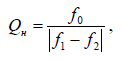 Qн = f0 / |f1 − f2| ,